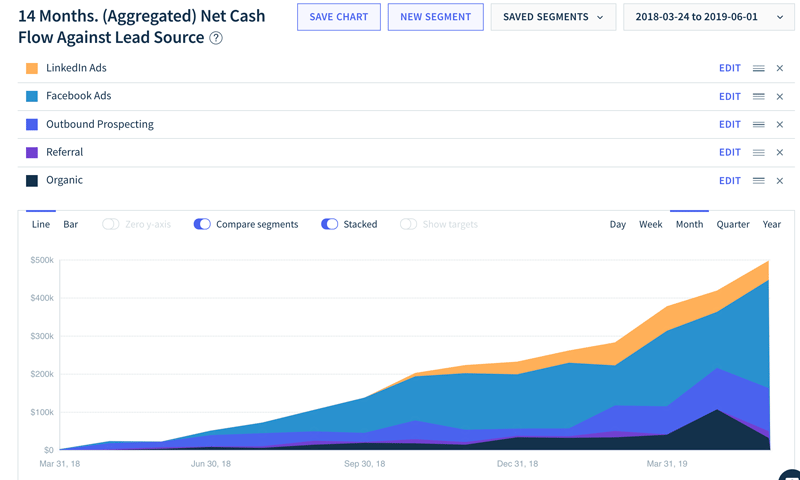 14 Months. (Aggregated) Net Cash
Flow Against Lead Source ?
SAVE CHART
NEW SEGMENT
SAVED SEGMENTS
2018-03-24 to 2019-06-01
LinkedIn Ads EDIT
Facebook Ads EDIT
Outbound Prospecting EDIT
Referral EDIT
Organic EDIT
Line Bar Zero y-axis Compare segments Stacked Show targets Day Week Month Quarter Year
$500k
$400k
$300k
$200k
$100k
$0
Mar 31, 18 Jun 30, 18 Sep 30, 18 Dec 31, 18 Mar 31, 19